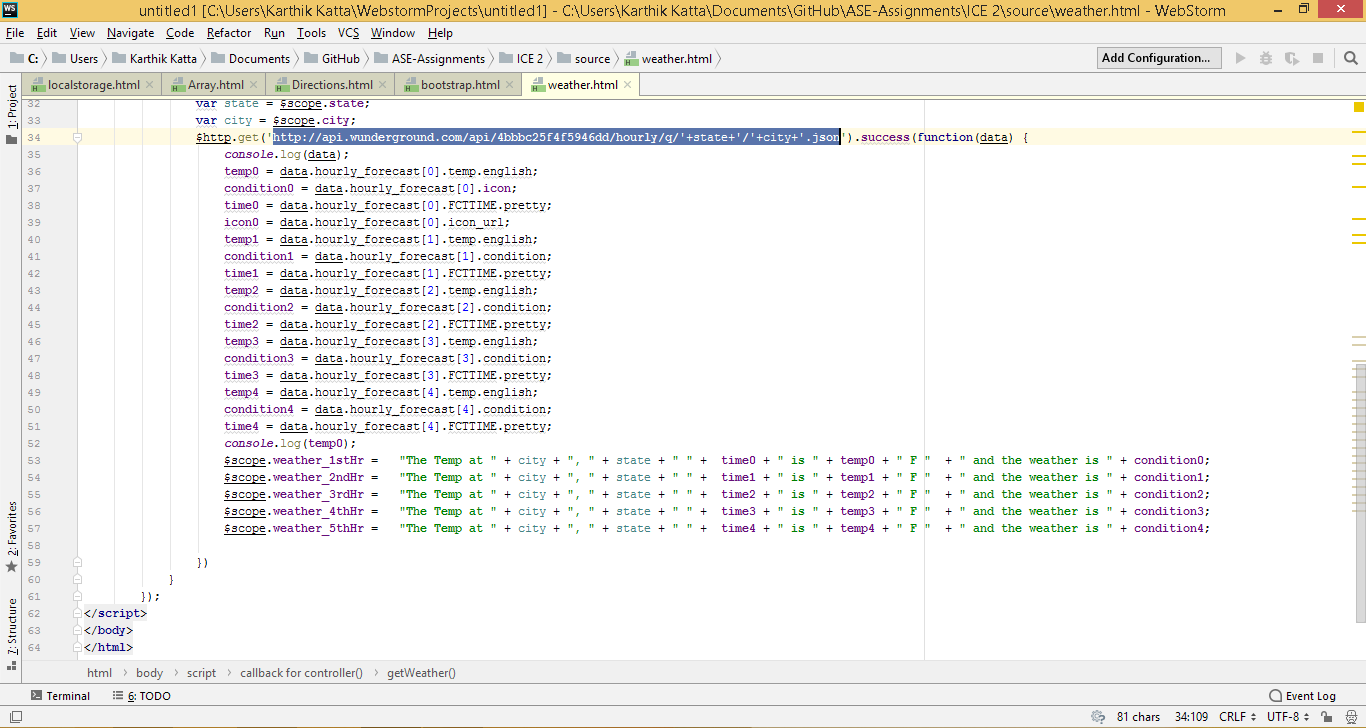 WS untitled1 [C:\Users\Karthik Katta\WebstormProjects\untitled1] - C:\Users\Karthik Katta\Documents\GitHub\ASE-Assignments\ICE 2\source\weather.html - WebStorm
File Edit View Navigate Code Refactor Run Tools VCS Window Help
C: Users Karthik Katta Documents GitHub ASE-Assignments ICE 2 source weather.html Add Configuration...
localstorage.html Array.html Directions.html bootstrap.html weather.html
1: Project
32 var state = $scope.state;
33 var city = $scope.city;
34 $http.get('http://api.wunderground.com/api/4bbbc25f4f5946dd/hourly/q/'+state+'/'+city+'.json').success(function(data) {
35 console.log(data);
36 temp0 = data.hourly_forecast[0].temp.english;
37 condition0 = data.hourly_forecast[0].icon;
38 time0 = data.hourly_forecast[0].FCTTIME.pretty;
39 icon0 = data.hourly_forecast[0].icon_url;
40 temp1 = data.hourly_forecast[1].temp.english;
41 condition1 = data.hourly_forecast[1].condition;
42 time1 = data.hourly_forecast[1].FCTTIME.pretty;
43 temp2 = data.hourly_forecast[2].temp.english;
44 condition2 = data.hourly_forecast[2].condition;
45 time2 = data.hourly_forecast[2].FCTTIME.pretty;
46 temp3 = data.hourly_forecast[3].temp.english;
47 condition3 = data.hourly_forecast[3].condition;
48 time3 = data.hourly_forecast[3].FCTTIME.pretty;
49 temp4 = data.hourly_forecast[4].temp.english;
50 condition4 = data.hourly_forecast[4].condition;
51 time4 = data.hourly_forecast[4].FCTTIME.pretty;
52 console.log(temp0);
53 $scope.weather_1stHr = "The Temp at " + city + ", " + state + " " + time0 + " is " + temp0 + " F " + " and the weather is " + condition0;
54 $scope.weather_2ndHr = "The Temp at " + city + ", " + state + " " + time1 + " is " + temp1 + " F " + " and the weather is " + condition1;
55 $scope.weather_3rdHr = "The Temp at " + city + ", " + state + " " + time2 + " is " + temp2 + " F " + " and the weather is " + condition2;
56 $scope.weather_4thHr = "The Temp at " + city + ", " + state + " " + time3 + " is " + temp3 + " F " + " and the weather is " + condition3;
57 $scope.weather_5thHr = "The Temp at " + city + ", " + state + " " + time4 + " is " + temp4 + " F " + " and the weather is " + condition4;
58
59 })
60 }
61 });
62 </script>
63 </body>
64 </html>
2: Favorites
7: Structure
html body script callback for controller() getWeather()
Terminal 6: TODO Event Log
81 chars 34:109 CRLF UTF-8